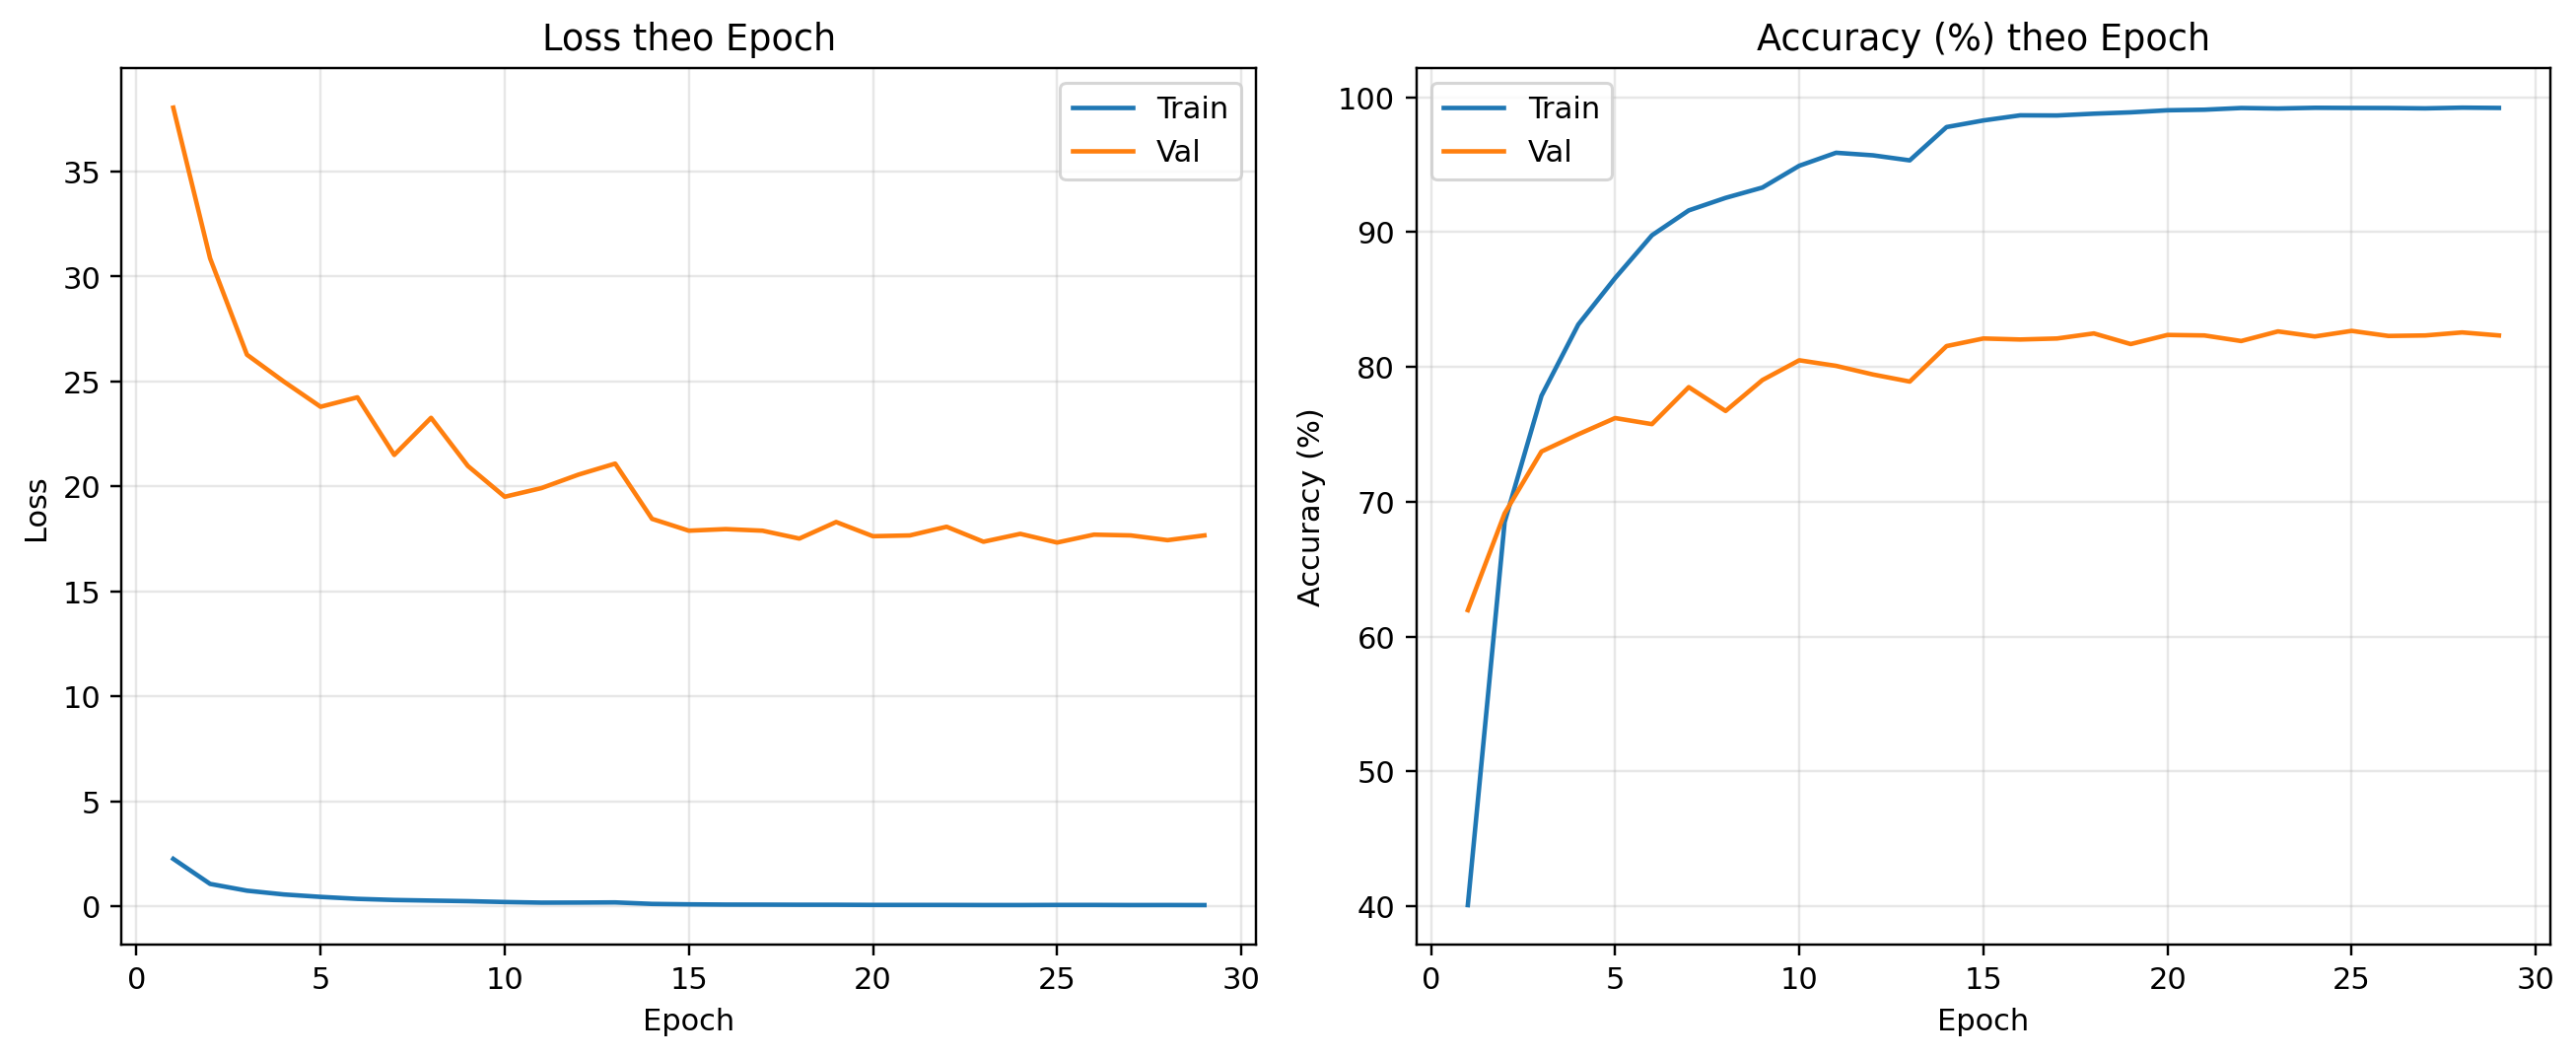 Loss theo Epoch
Train
Val
35
30
25
20
15
10
5
0
Loss
0 5 10 15 20 25 30
Epoch
Accuracy (%) theo Epoch
Train
Val
100
90
80
70
60
50
40
Accuracy (%)
0 5 10 15 20 25 30
Epoch